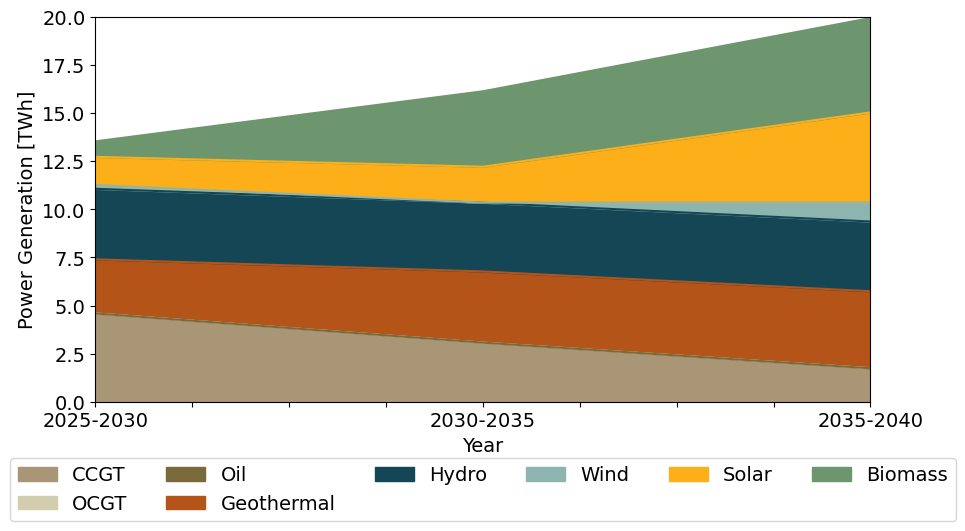 20.0
17.5
15.0
12.5
10.0
7.5
5.0
2.5
0.0
Power Generation [TWh]
2025-2030 2030-2035 2035-2040
Year
CCGT Oil Hydro Wind Solar Biomass
OCGT Geothermal